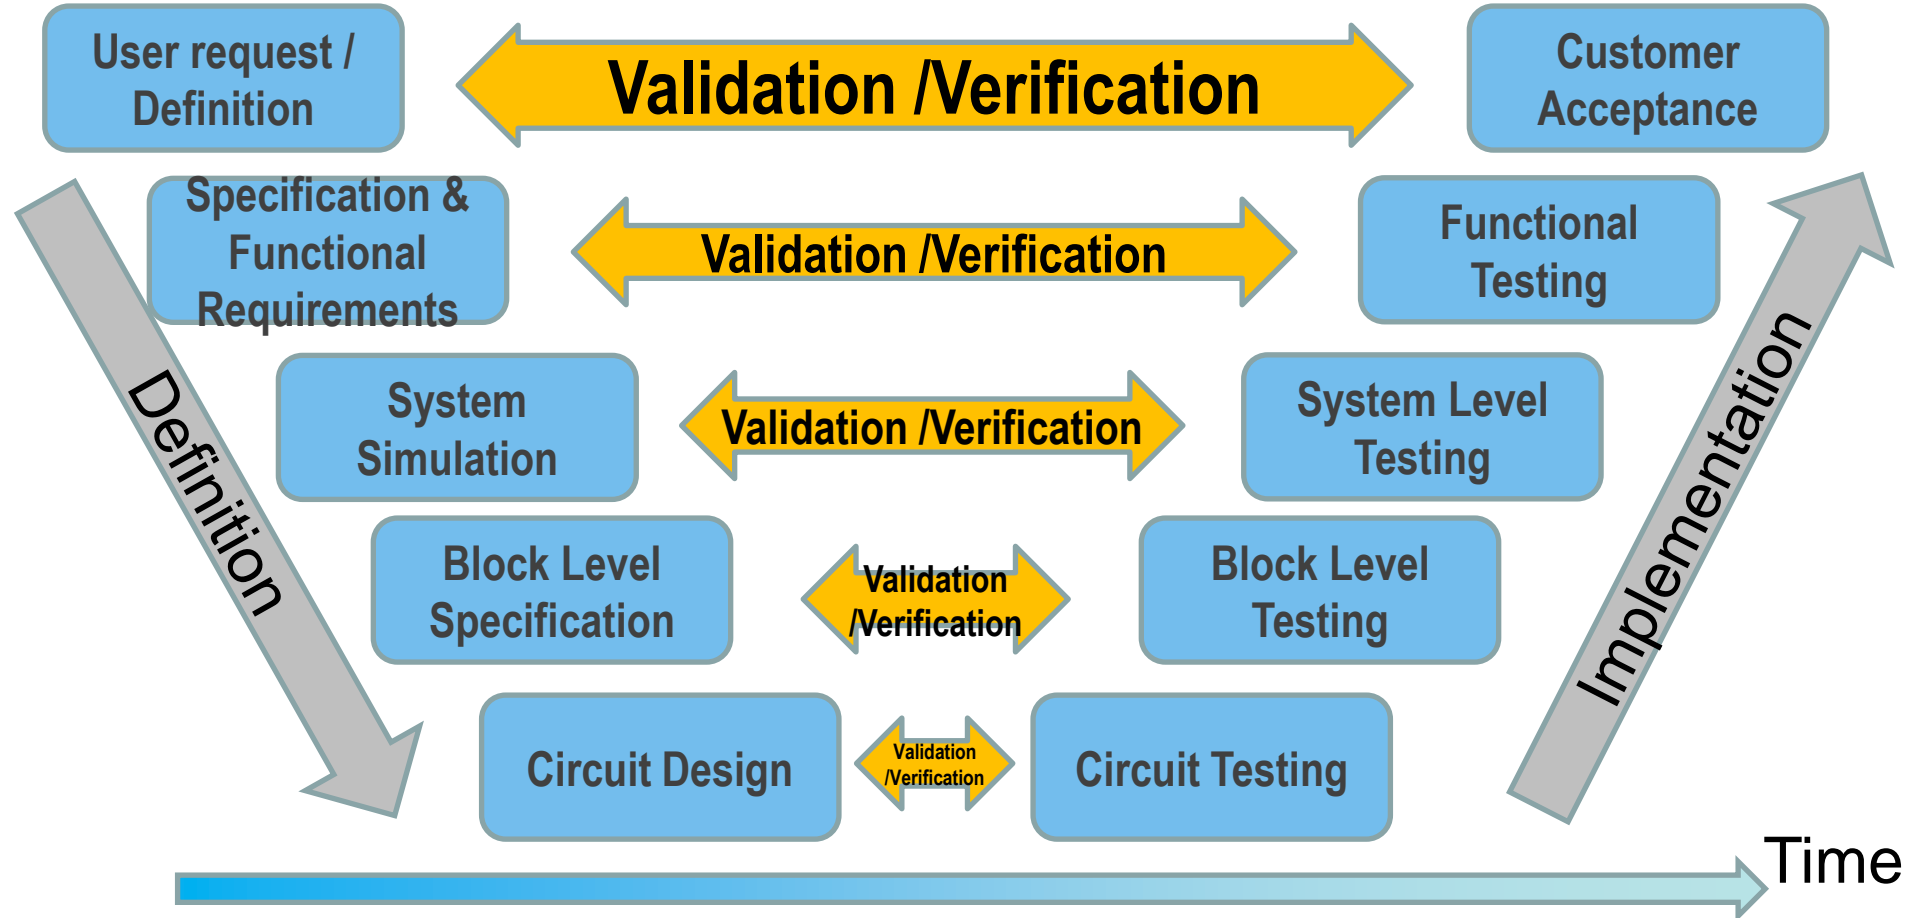 User request /
Definition
Validation /Verification
Customer
Acceptance
Specification &
Functional
Requirements
Validation /Verification
Functional
Testing
System
Simulation
Validation /Verification
System Level
Testing
Definition
Implementation
Block Level
Specification
Validation
/Verification
Block Level
Testing
Circuit Design
Validation
/Verification
Circuit Testing
Time